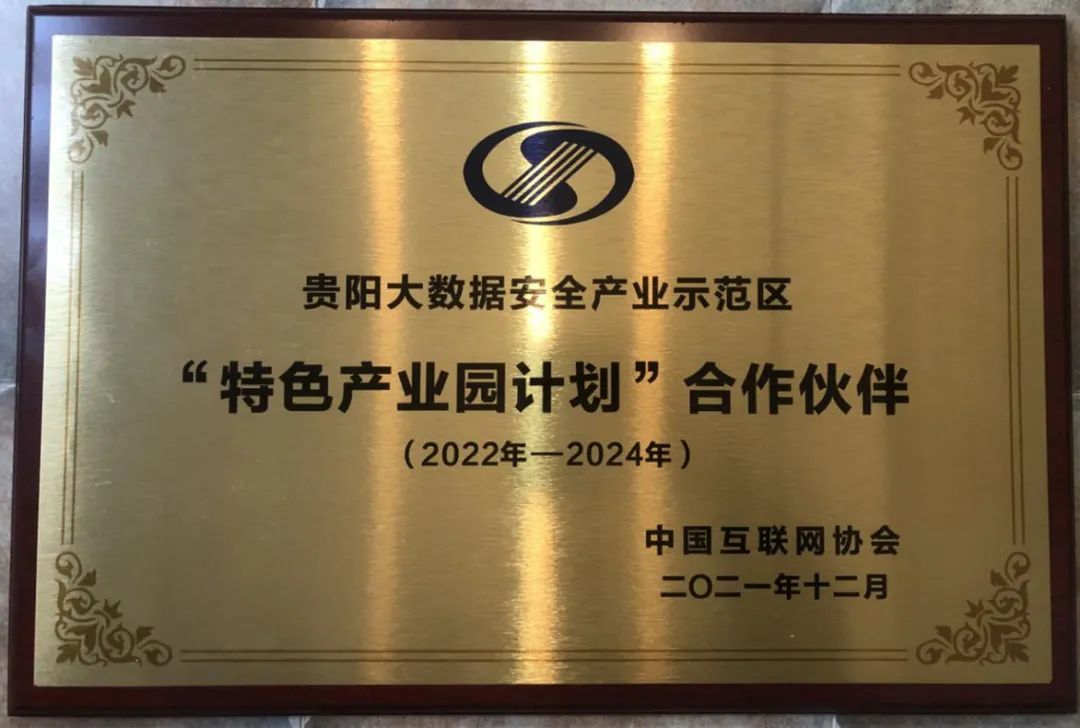 贵阳大数据安全产业示范区
“特色产业园计划”合作伙伴
（2022年—2024年）
中国互联网协会
二〇二一年十二月